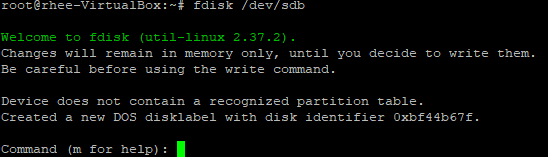 root@rhee-VirtualBox:~# fdisk /dev/sdb
Welcome to fdisk (util-linux 2.37.2).
Changes will remain in memory only, until you decide to write them.
Be careful before using the write command.
Device does not contain a recognized partition table.
Created a new DOS disklabel with disk identifier 0xbf44b67f.
Command (m for help):